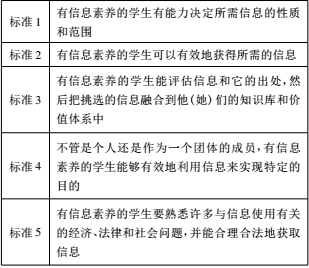 标准 1
有信息素养的学生有能力决定所需信息的性质
和范围
标准 2
有信息素养的学生可以有效地获得所需的信息
标准 3
有信息素养的学生能评估信息和它的出处,然
后把挑选的信息融合到他(她)们的知识库和价
值体系中
标准 4
不管是个人还是作为一个团体的成员,有信息
素养的学生能够有效地利用信息来实现特定的
目的
标准 5
有信息素养的学生要熟悉许多与信息使用有关
的经济、法律和社会问题,并能合理合法地获取
信息